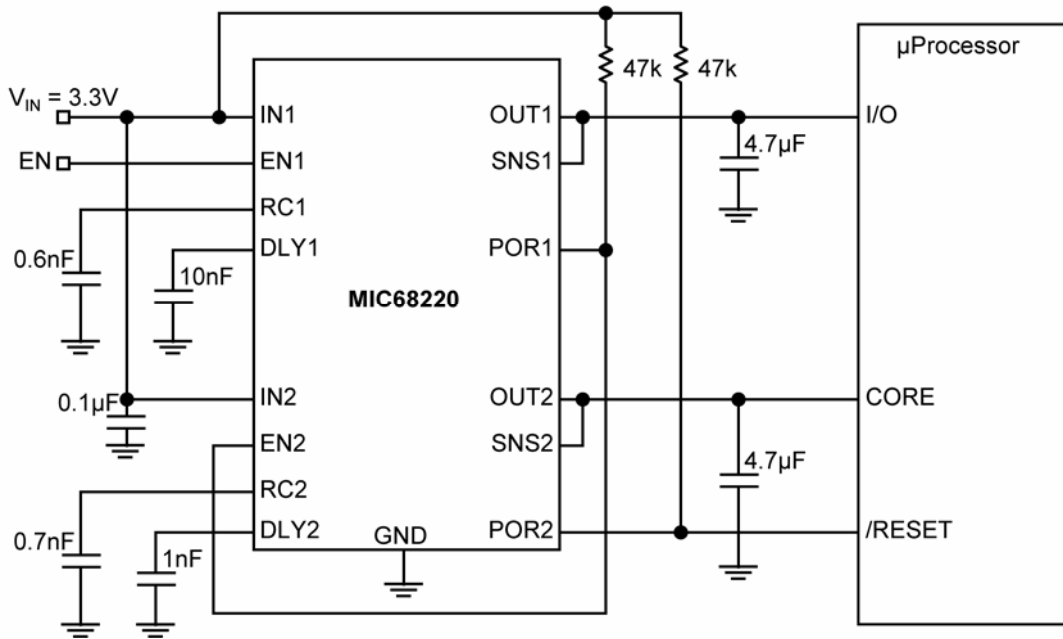 47k
47k
µProcessor
V_IN = 3.3V
IN1
OUT1
I/O
4.7µF
EN
EN1
SNS1
RC1
0.6nF
DLY1
POR1
10nF
MIC68220
0.1µF
IN2
OUT2
CORE
EN2
SNS2
4.7µF
RC2
0.7nF
DLY2
GND
POR2
/RESET
1nF